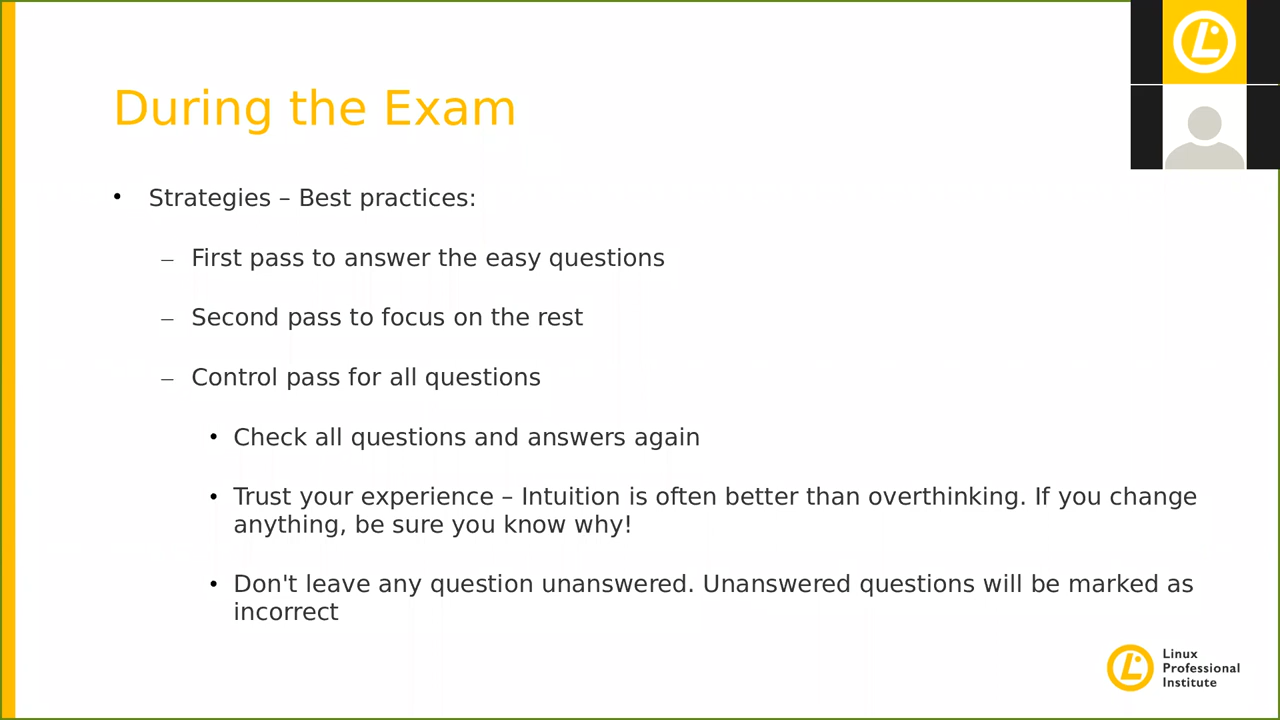 During the Exam
• Strategies – Best practices:
– First pass to answer the easy questions
– Second pass to focus on the rest
– Control pass for all questions
• Check all questions and answers again
• Trust your experience – Intuition is often better than overthinking. If you change
anything, be sure you know why!
• Don't leave any question unanswered. Unanswered questions will be marked as
incorrect
Linux
Professional
Institute